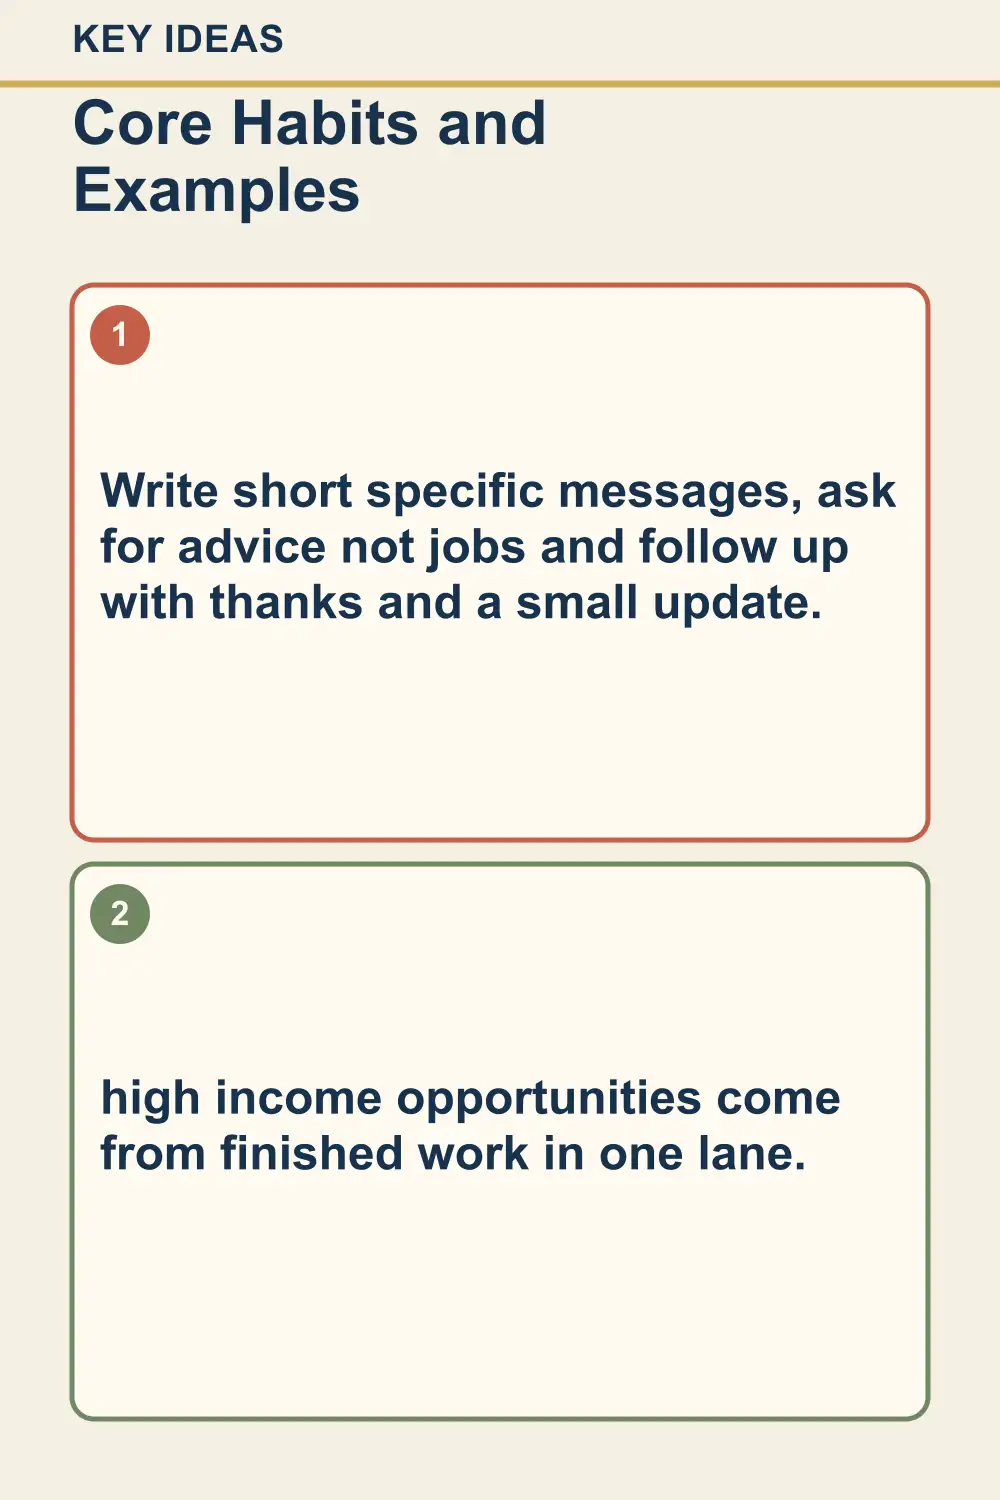 KEY IDEAS
Core Habits and
Examples
1
Write short specific messages, ask
for advice not jobs and follow up
with thanks and a small update.
2
high income opportunities come
from finished work in one lane.